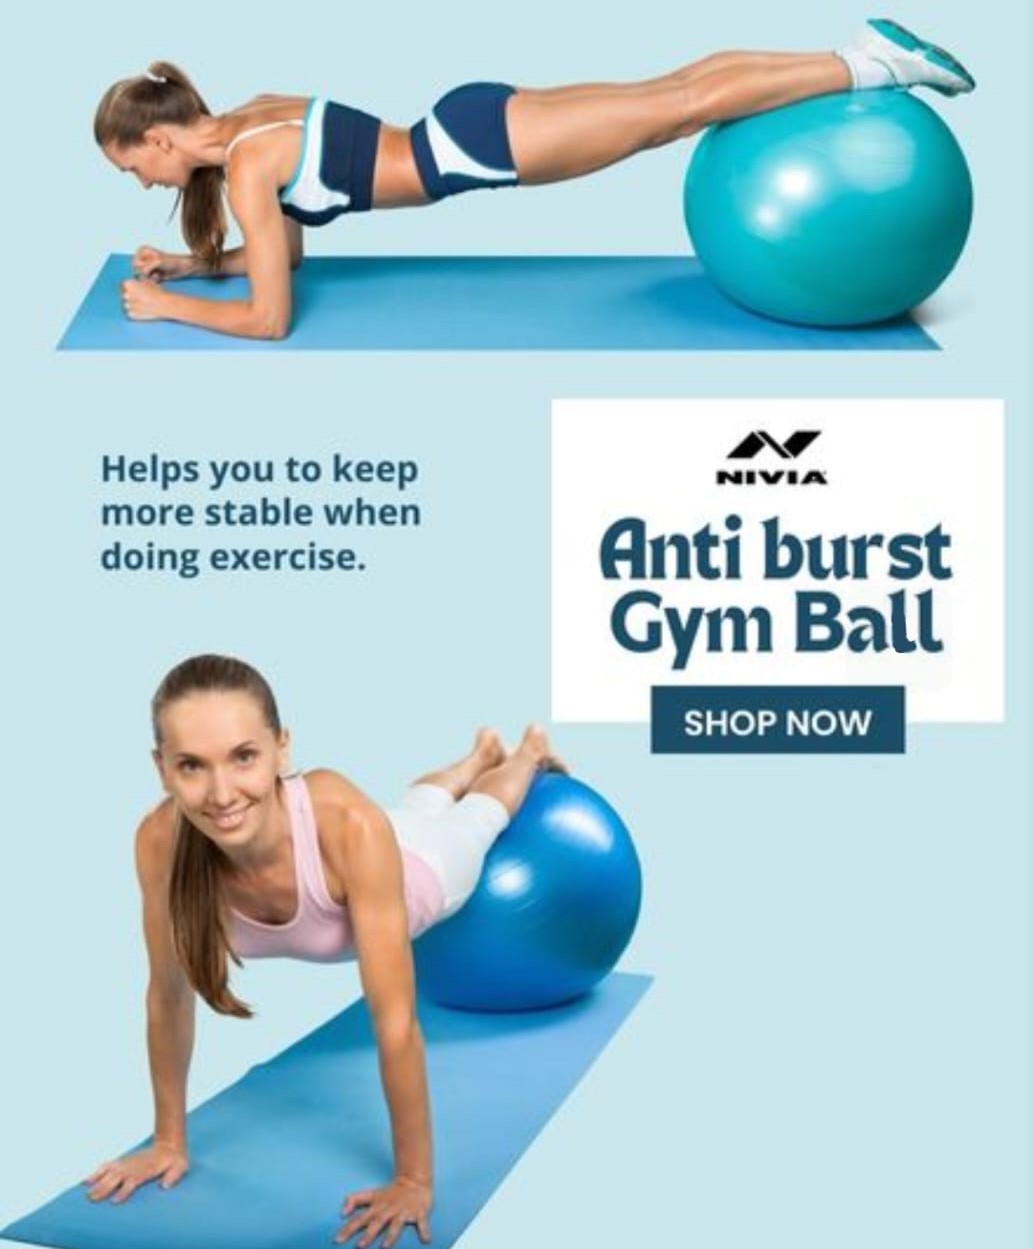 Helps you to keep
more stable when
doing exercise.
NIVIA
Anti burst
Gym Ball
SHOP NOW